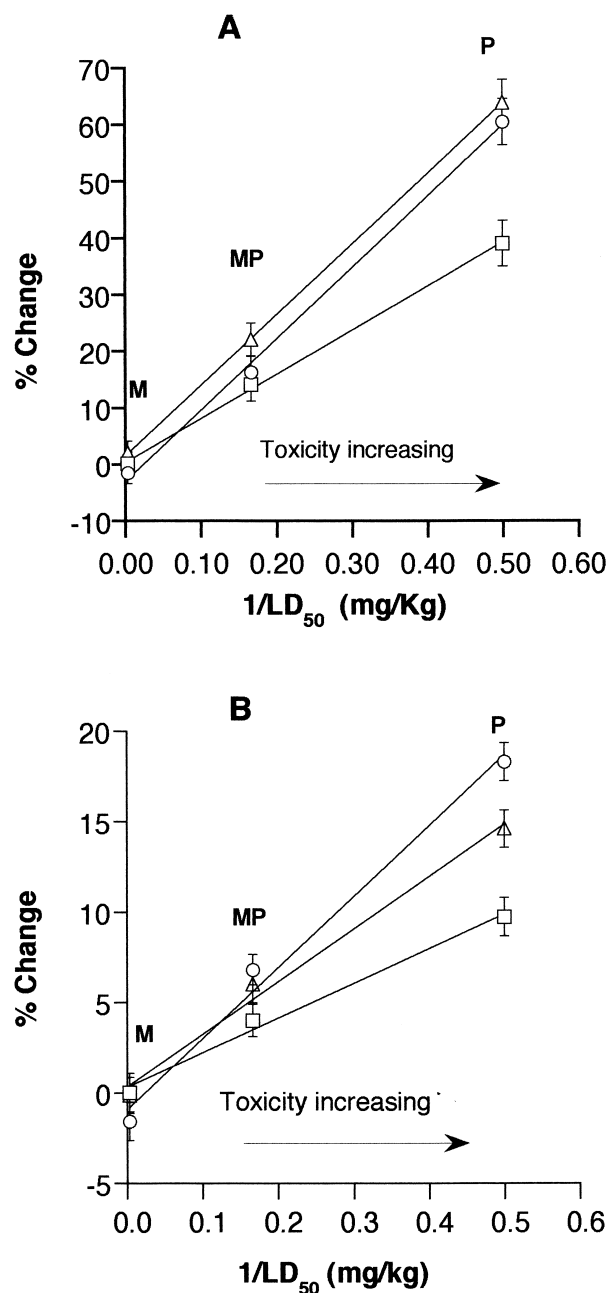 A
P
70
60
50
40
MP
30
% Change
20
M
10
Toxicity increasing
0
-10
0.00 0.10 0.20 0.30 0.40 0.50 0.60
1/LD50 (mg/Kg)
B
P
20
15
MP
10
% Change
5
M
0
Toxicity increasing
-5
0.0 0.1 0.2 0.3 0.4 0.5 0.6
1/LD50 (mg/kg)